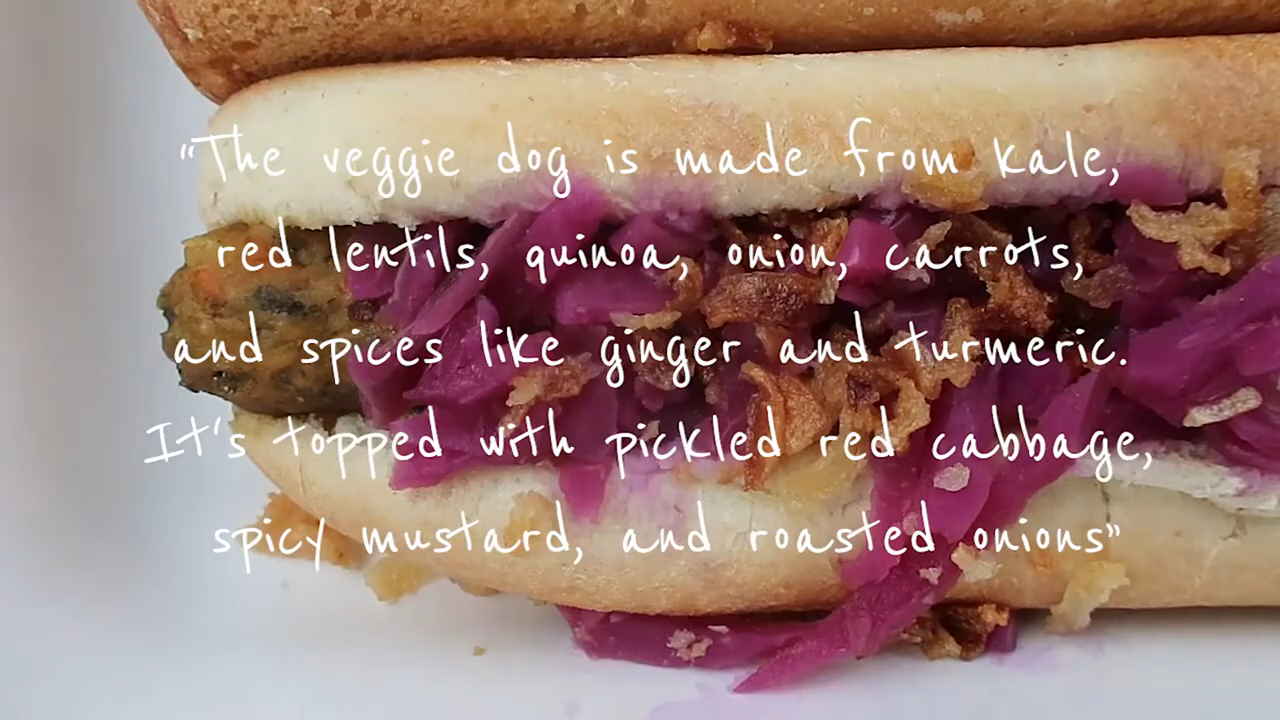 “The veggie dog is made from kale,
red lentils, quinoa, onion, carrots,
and spices like ginger and turmeric.
It's topped with pickled red cabbage,
spicy mustard, and roasted onions”